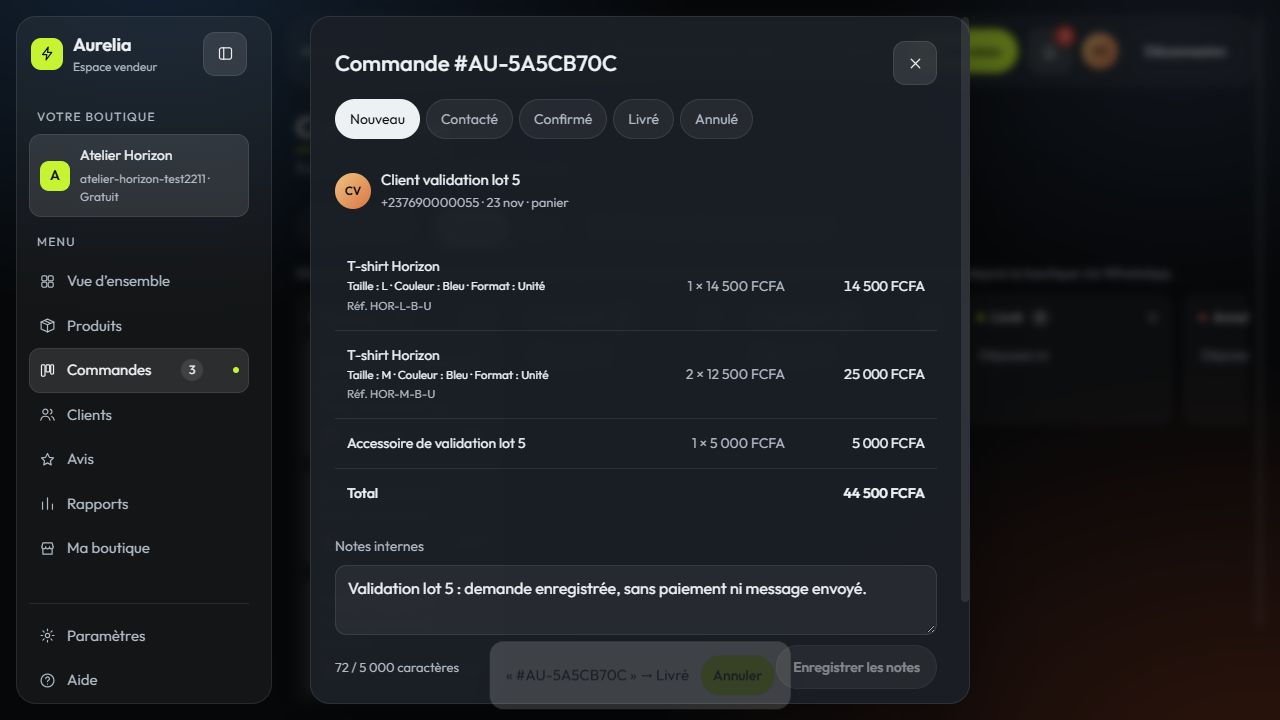 Aurelia
Espace vendeur
VOTRE BOUTIQUE
A
Atelier Horizon
atelier-horizon-test2211 ·
Gratuit
MENU
Vue d'ensemble
Produits
Commandes 3
Clients
Avis
Rapports
Ma boutique
Paramètres
Aide
Commande #AU-5A5CB70C
Nouveau Contacté Confirmé Livré Annulé
CV
Client validation lot 5
+237690000055 · 23 nov · panier
T-shirt Horizon
Taille : L · Couleur : Bleu · Format : Unité 1 × 14 500 FCFA 14 500 FCFA
Réf. HOR-L-B-U
T-shirt Horizon
Taille : M · Couleur : Bleu · Format : Unité 2 × 12 500 FCFA 25 000 FCFA
Réf. HOR-M-B-U
Accessoire de validation lot 5 1 × 5 000 FCFA 5 000 FCFA
Total 44 500 FCFA
Notes internes
Validation lot 5 : demande enregistrée, sans paiement ni message envoyé.
72 / 5 000 caractères
« #AU-5A5CB70C » → Livré Annuler
Enregistrer les notes